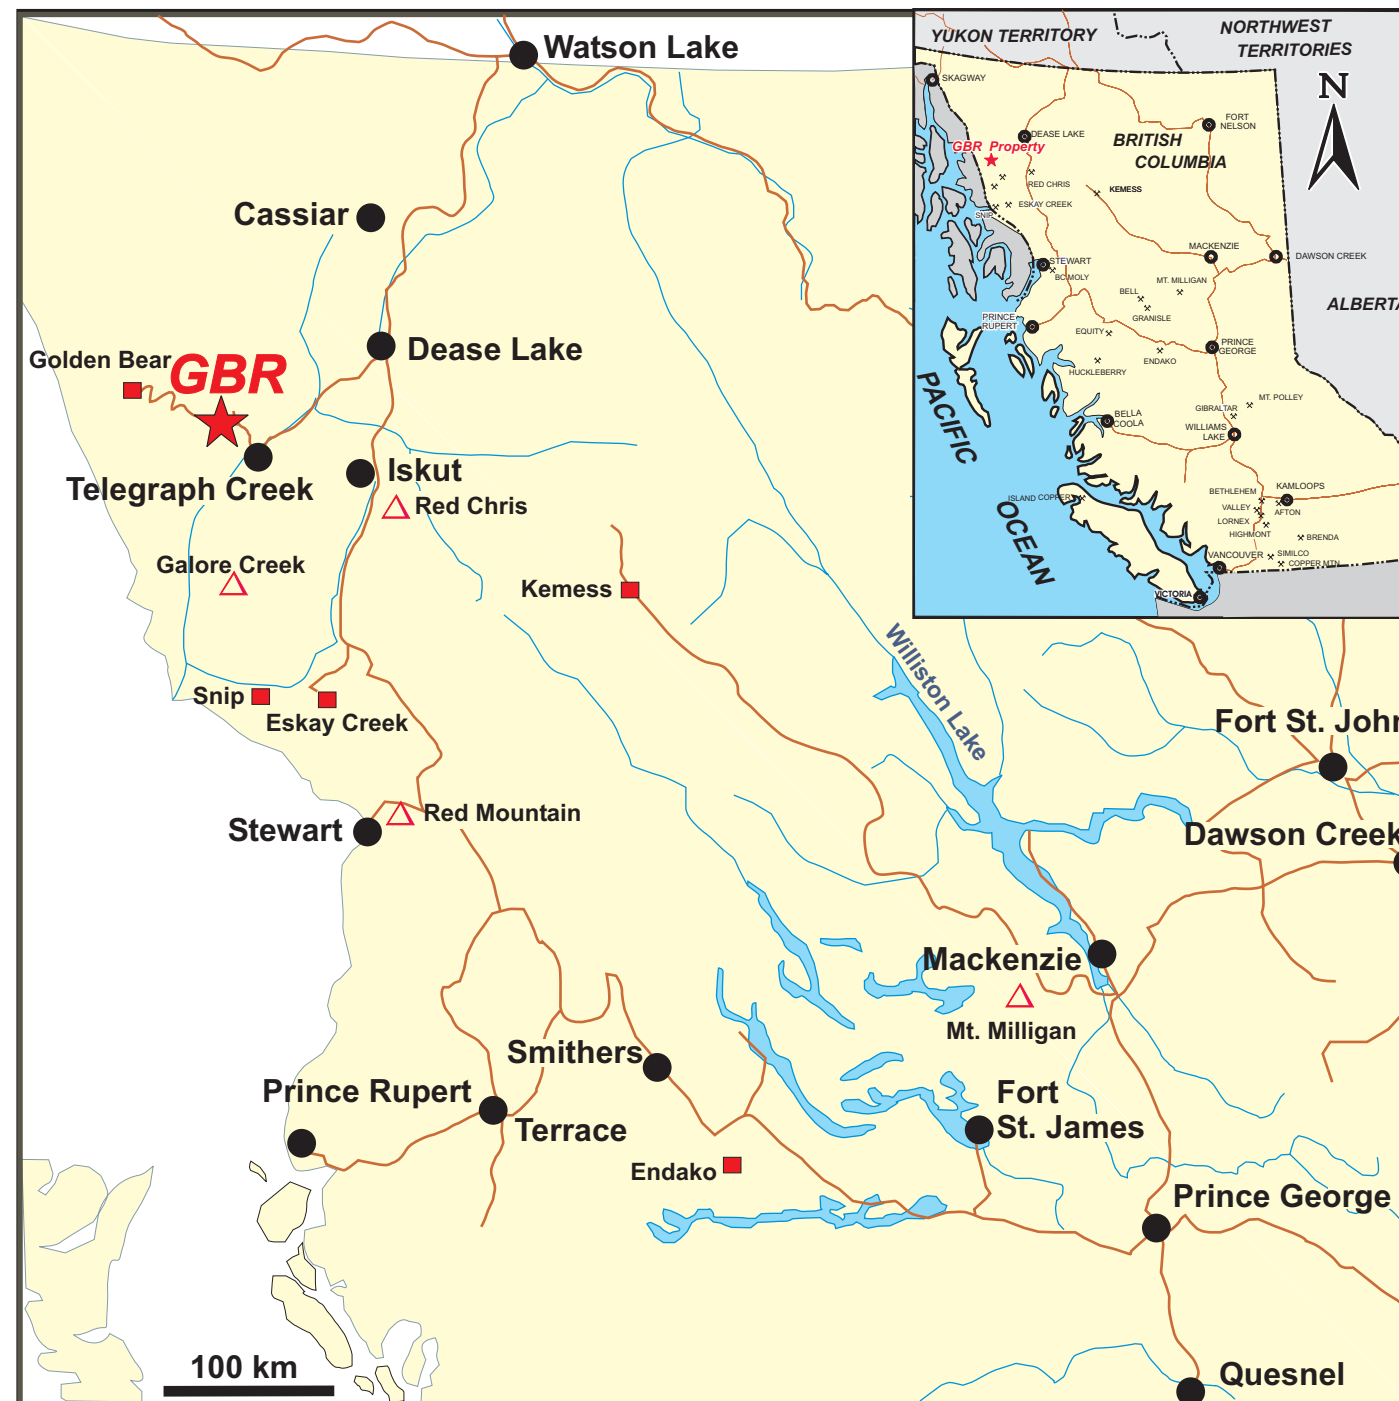 Watson Lake
Cassiar
Dease Lake
Golden Bear
GBR
Telegraph Creek
Iskut
Red Chris
Galore Creek
Kemess
Snip
Eskay Creek
Williston Lake
Stewart
Red Mountain
Fort St. John
Dawson Creek
Mackenzie
Mt. Milligan
Smithers
Prince Rupert
Terrace
Fort
St. James
Endako
Prince George
Quesnel
100 km
YUKON TERRITORY
NORTHWEST
TERRITORIES
N
SKAGWAY
DEASE LAKE
FORT
NELSON
BRITISH
COLUMBIA
GBR Property
RED CHRIS
KEMESS
ESKAY CREEK
SNIP
STEWART
BC MOLY
MACKENZIE
DAWSON CREEK
MT. MILLIGAN
BELL
GRANISLE
ALBERTA
PRINCE
RUPERT
EQUITY
ENDAKO
HUCKLEBERRY
PRINCE
GEORGE
PACIFIC
OCEAN
BELLA
COOLA
GIBRALTAR
MT. POLLEY
WILLIAMS
LAKE
ISLAND COPPER
BETHLEHEM
KAMLOOPS
VALLEY
AFTON
LORNEX
HIGHMONT
BRENDA
VANCOUVER
SIMILCO
COPPER MTN
VICTORIA